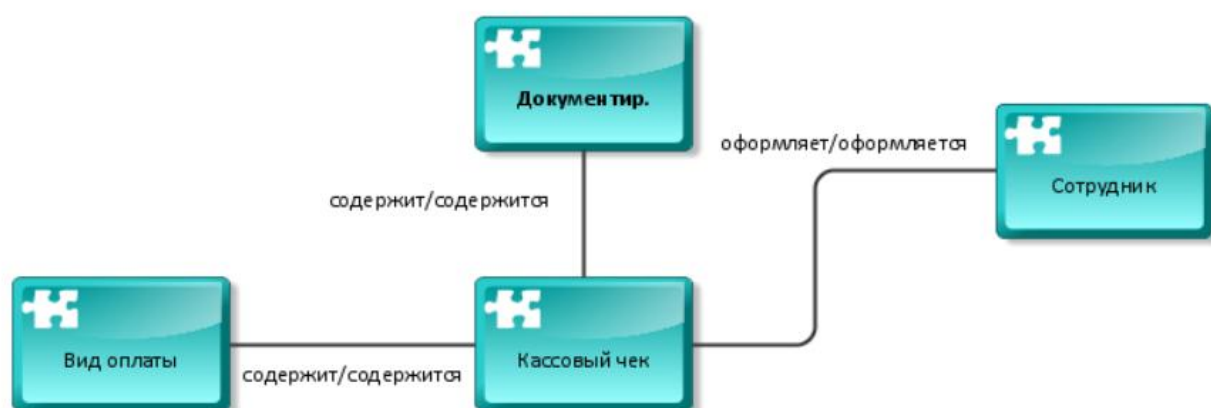 Документир.
оформляет/оформляется
Сотрудник
содержит/содержится
Вид оплаты
Кассовый чек
содержит/содержится